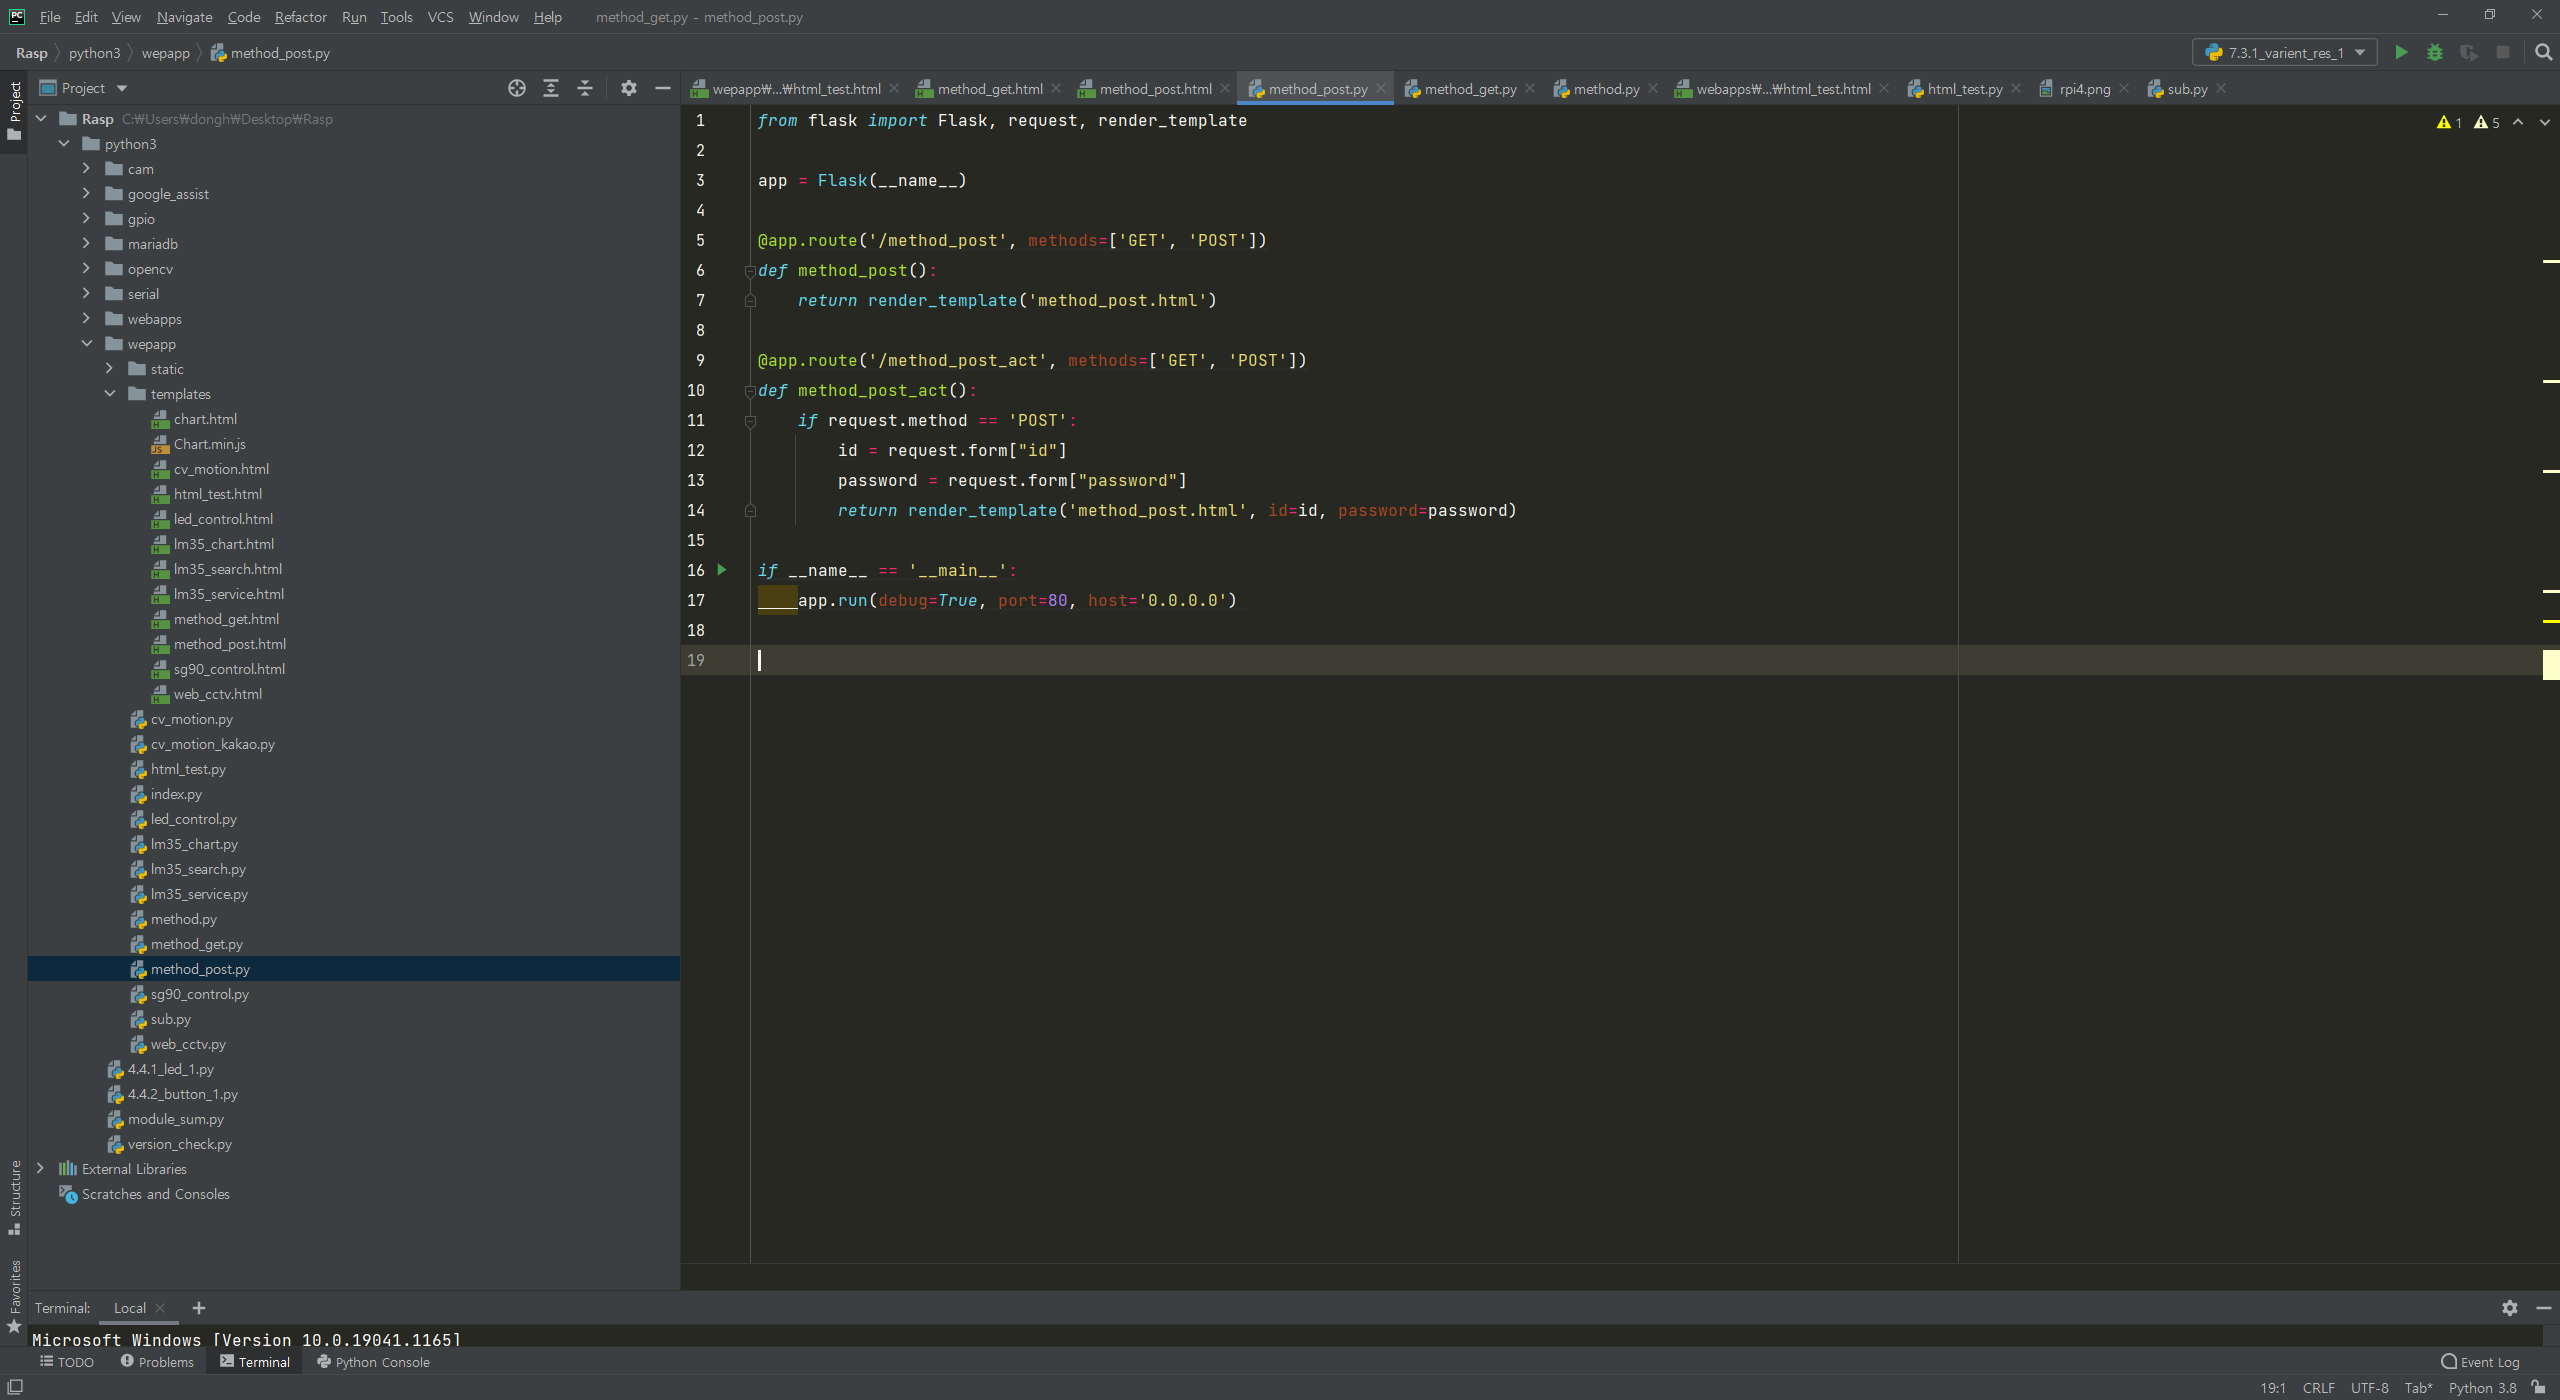 PC File Edit View Navigate Code Refactor Run Tools VCS Window Help method_get.py - method_post.py
Rasp python3 wepapp method_post.py 7.3.1_varient_res_1
Project
Project
wepapp₩...₩html_test.html method_get.html method_post.html method_post.py method_get.py method.py webapps₩...₩html_test.html html_test.py rpi4.png sub.py
Rasp C:₩Users₩dongh₩Desktop₩Rasp
python3
cam
google_assist
gpio
mariadb
opencv
serial
webapps
wepapp
static
templates
chart.html
Chart.min.js
cv_motion.html
html_test.html
led_control.html
lm35_chart.html
lm35_search.html
lm35_service.html
method_get.html
method_post.html
sg90_control.html
web_cctv.html
cv_motion.py
cv_motion_kakao.py
html_test.py
index.py
led_control.py
lm35_chart.py
lm35_search.py
lm35_service.py
method.py
method_get.py
method_post.py
sg90_control.py
sub.py
web_cctv.py
4.4.1_led_1.py
4.4.2_button_1.py
module_sum.py
version_check.py
External Libraries
Scratches and Consoles
Structure
Favorites
1 5
1 from flask import Flask, request, render_template
2
3 app = Flask(__name__)
4
5 @app.route('/method_post', methods=['GET', 'POST'])
6 def method_post():
7     return render_template('method_post.html')
8
9 @app.route('/method_post_act', methods=['GET', 'POST'])
10 def method_post_act():
11     if request.method == 'POST':
12         id = request.form["id"]
13         password = request.form["password"]
14         return render_template('method_post.html', id=id, password=password)
15
16 if __name__ == '__main__':
17     app.run(debug=True, port=80, host='0.0.0.0')
18
19
Terminal: Local
Microsoft Windows [Version 10.0.19041.1165]
TODO Problems Terminal Python Console Event Log
19:1 CRLF UTF-8 Tab* Python 3.8